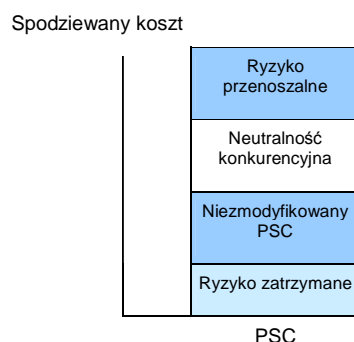 Spodziewany koszt
Ryzyko
przenoszalne
Neutralność
konkurencyjna
Niezmodyfikowany
PSC
Ryzyko zatrzymane
PSC